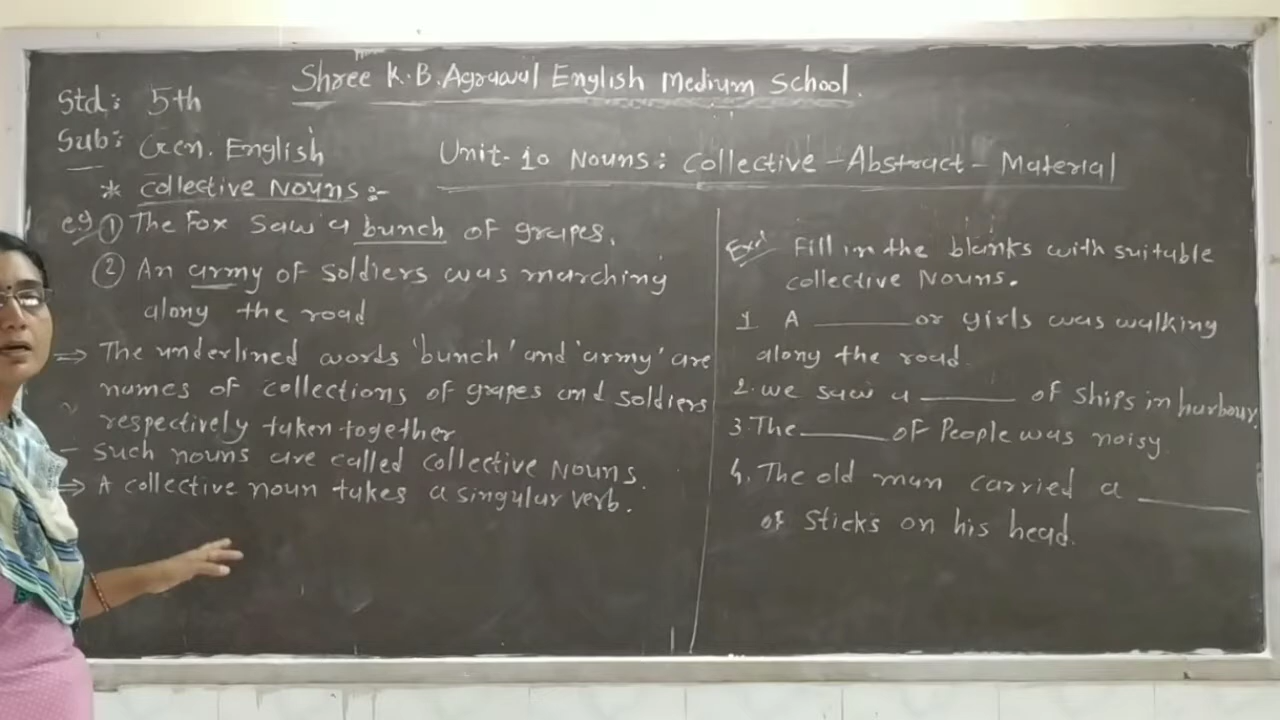 Shree K.B.Agrawal English Medium School.
Std: 5th
Sub: Gen. English
Unit-10 Nouns: Collective - Abstract - Material
* Collective Nouns:-
eg ① The Fox saw a bunch of grapes.
② An army of soldiers was marching
along the road
⇒ The underlined words 'bunch' and 'army' are
names of collections of grapes and soldiers
respectively taken together
- Such nouns are called Collective Nouns.
⇒ A collective noun takes a singular verb.
Ex: Fill in the blanks with suitable
collective Nouns.
1 A ______ or girls was walking
along the road.
2. we saw a ______ of ships in harbour.
3. The ______ of People was noisy.
4. The old man carried a ______
of sticks on his head.